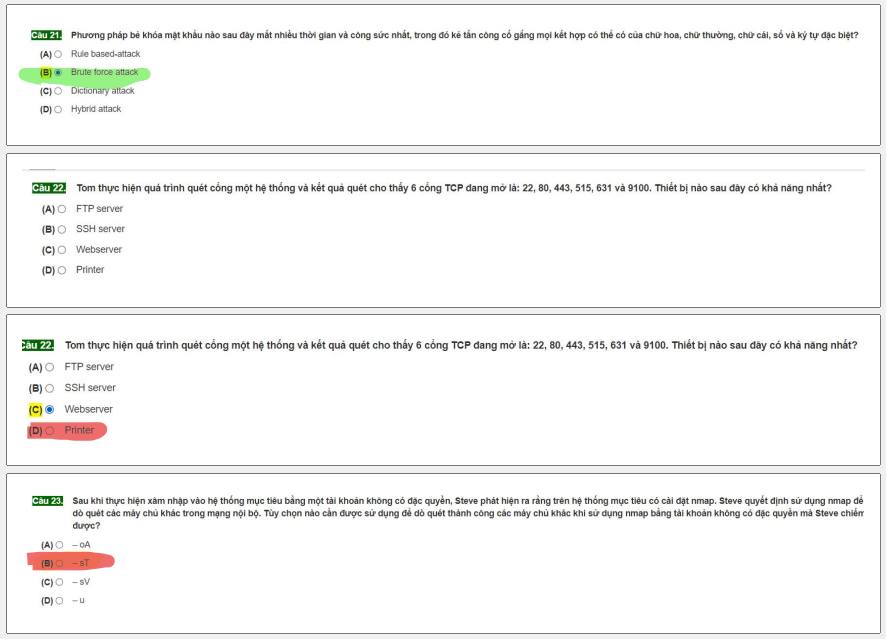 Câu 21. Phương pháp bẻ khóa mật khẩu nào sau đây mất nhiều thời gian và công sức nhất, trong đó kẻ tấn công cố gắng mọi kết hợp có thể có của chữ hoa, chữ thường, chữ cái, số và ký tự đặc biệt?
(A) Rule based-attack
(B) Brute force attack
(C) Dictionary attack
(D) Hybrid attack
Câu 22. Tom thực hiện quá trình quét cổng một hệ thống và kết quả quét cho thấy 6 cổng TCP đang mở là: 22, 80, 443, 515, 631 và 9100. Thiết bị nào sau đây có khả năng nhất?
(A) FTP server
(B) SSH server
(C) Webserver
(D) Printer
Câu 22. Tom thực hiện quá trình quét cổng một hệ thống và kết quả quét cho thấy 6 cổng TCP đang mở là: 22, 80, 443, 515, 631 và 9100. Thiết bị nào sau đây có khả năng nhất?
(A) FTP server
(B) SSH server
(C) Webserver
(D) Printer
Câu 23. Sau khi thực hiện xâm nhập vào hệ thống mục tiêu bằng một tài khoản không có đặc quyền, Steve phát hiện ra rằng trên hệ thống mục tiêu có cài đặt nmap. Steve quyết định sử dụng nmap để
dò quét các máy chủ khác trong mạng nội bộ. Tùy chọn nào cần được sử dụng để dò quét thành công các máy chủ khác khi sử dụng nmap bằng tài khoản không có đặc quyền mà Steve chiếm
được?
(A) – oA
(B) – sT
(C) – sV
(D) – u